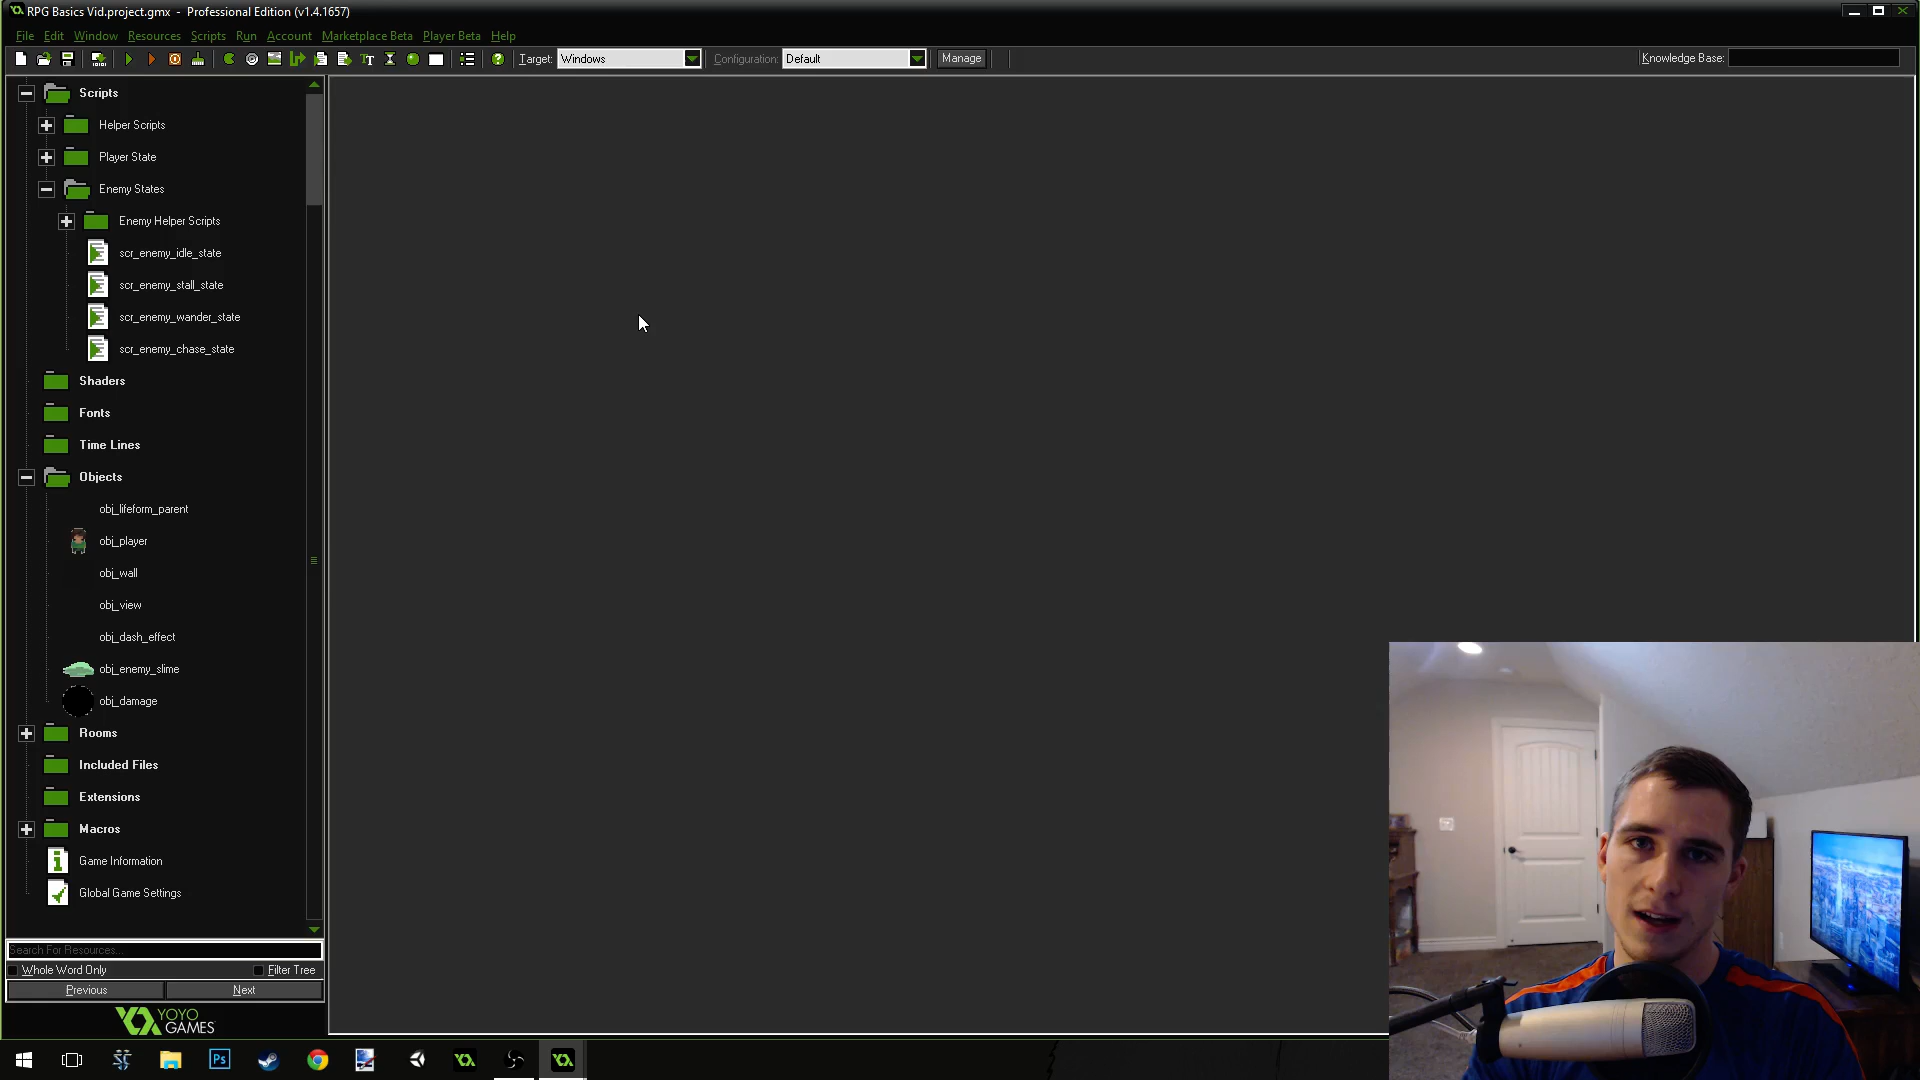 RPG Basics Vid.project.gmx - Professional Edition (v1.4.1657)
File Edit Window Resources Scripts Run Account Marketplace Beta Player Beta Help
Target: Windows Configuration: Default Manage Knowledge Base:
Scripts
Helper Scripts
Player State
Enemy States
Enemy Helper Scripts
scr_enemy_idle_state
scr_enemy_stall_state
scr_enemy_wander_state
scr_enemy_chase_state
Shaders
Fonts
Time Lines
Objects
obj_lifeform_parent
obj_player
obj_wall
obj_view
obj_dash_effect
obj_enemy_slime
obj_damage
Rooms
Included Files
Extensions
Macros
Game Information
Global Game Settings
Search For Resources...
Whole Word Only Filter Tree
Previous Next
YOYO
GAMES
Ps